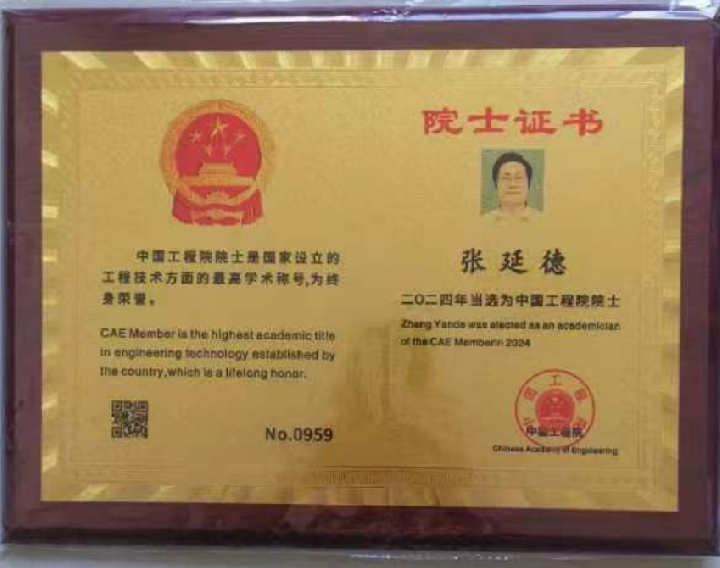 中国工程院院士是国家设立的
工程技术方面的最高学术称号,为终
身荣誉。
CAE Member is the highest academic title
in engineering technology established by
the country,which is a lifelong honor.
No.0959
院士证书
张延德
二〇二四年当选为中国工程院院士
Zhang Yande was elected as an academician
of the CAE Memberin 2024
中国工程院
Chinese Academy of Engineering